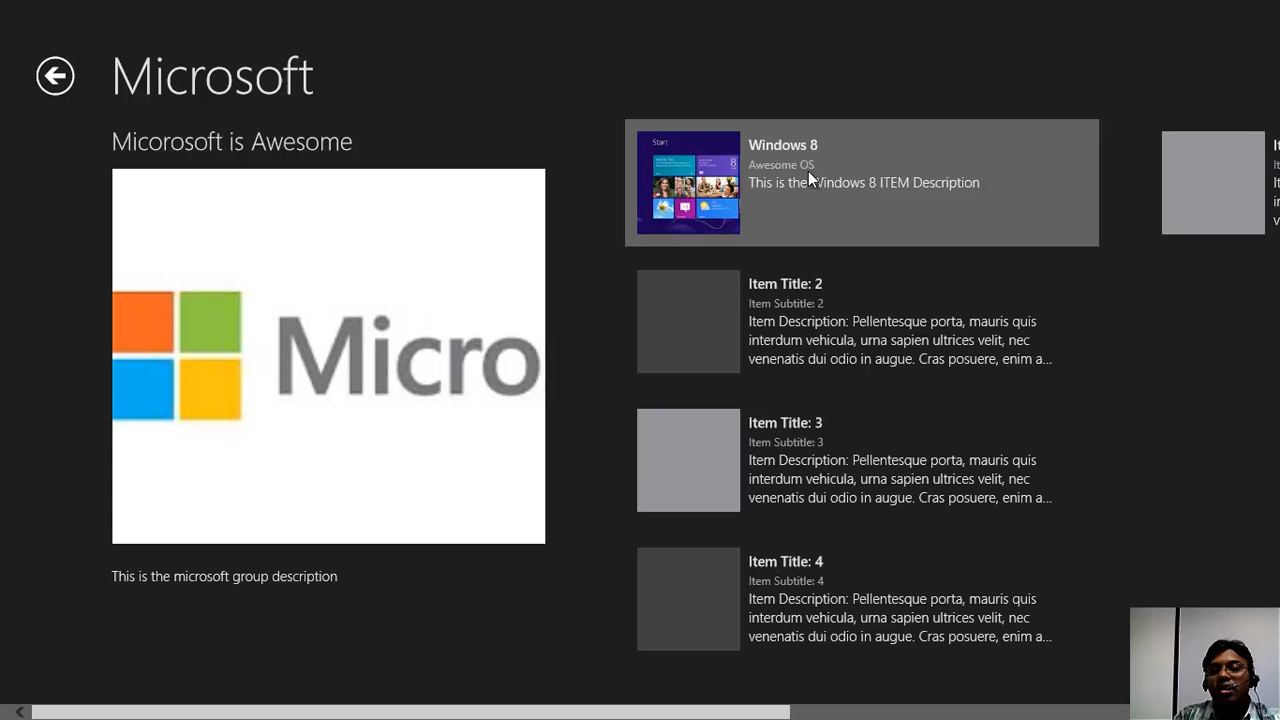 Microsoft
Micorosoft is Awesome
Micro
This is the microsoft group description
Start
8
Windows 8
Awesome OS
This is the Windows 8 ITEM Description
Item Title: 2
Item Subtitle: 2
Item Description: Pellentesque porta, mauris quis
interdum vehicula, urna sapien ultrices velit, nec
venenatis dui odio in augue. Cras posuere, enim a...
Item Title: 3
Item Subtitle: 3
Item Description: Pellentesque porta, mauris quis
interdum vehicula, urna sapien ultrices velit, nec
venenatis dui odio in augue. Cras posuere, enim a...
Item Title: 4
Item Subtitle: 4
Item Description: Pellentesque porta, mauris quis
interdum vehicula, urna sapien ultrices velit, nec
venenatis dui odio in augue. Cras posuere, enim a...